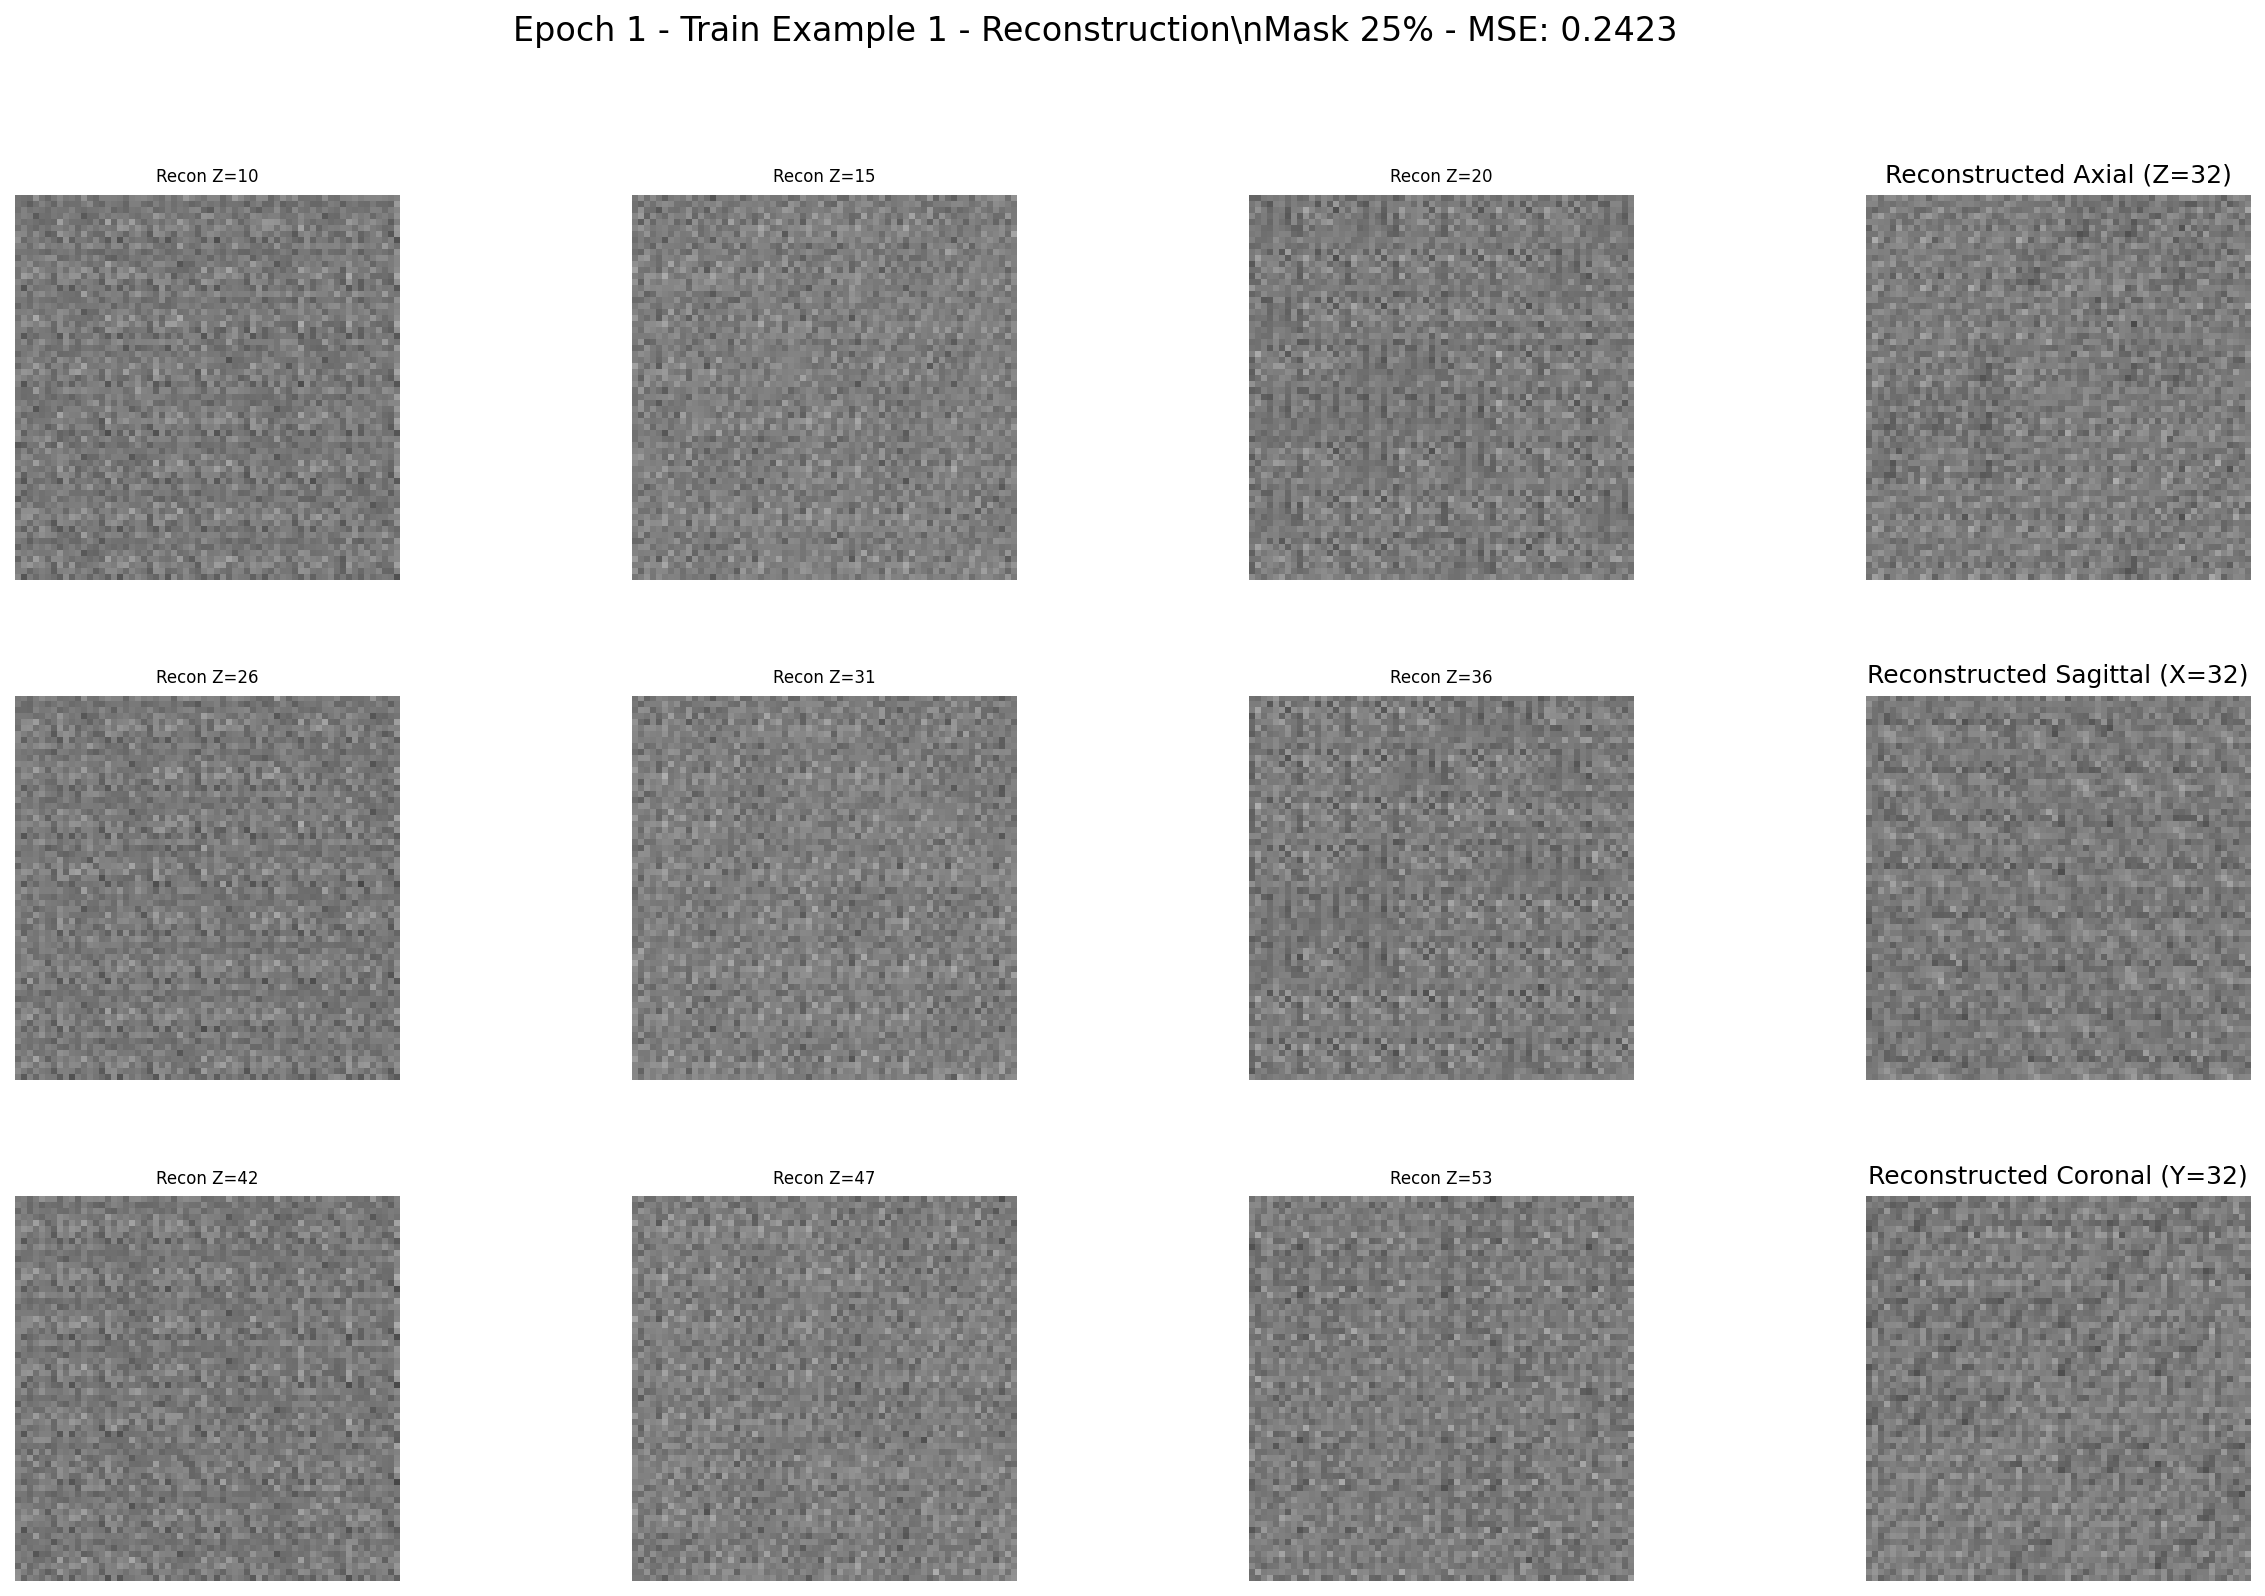 Epoch 1 - Train Example 1 - Reconstruction\nMask 25% - MSE: 0.2423
Recon Z=10
Recon Z=15
Recon Z=20
Reconstructed Axial (Z=32)
Recon Z=26
Recon Z=31
Recon Z=36
Reconstructed Sagittal (X=32)
Recon Z=42
Recon Z=47
Recon Z=53
Reconstructed Coronal (Y=32)